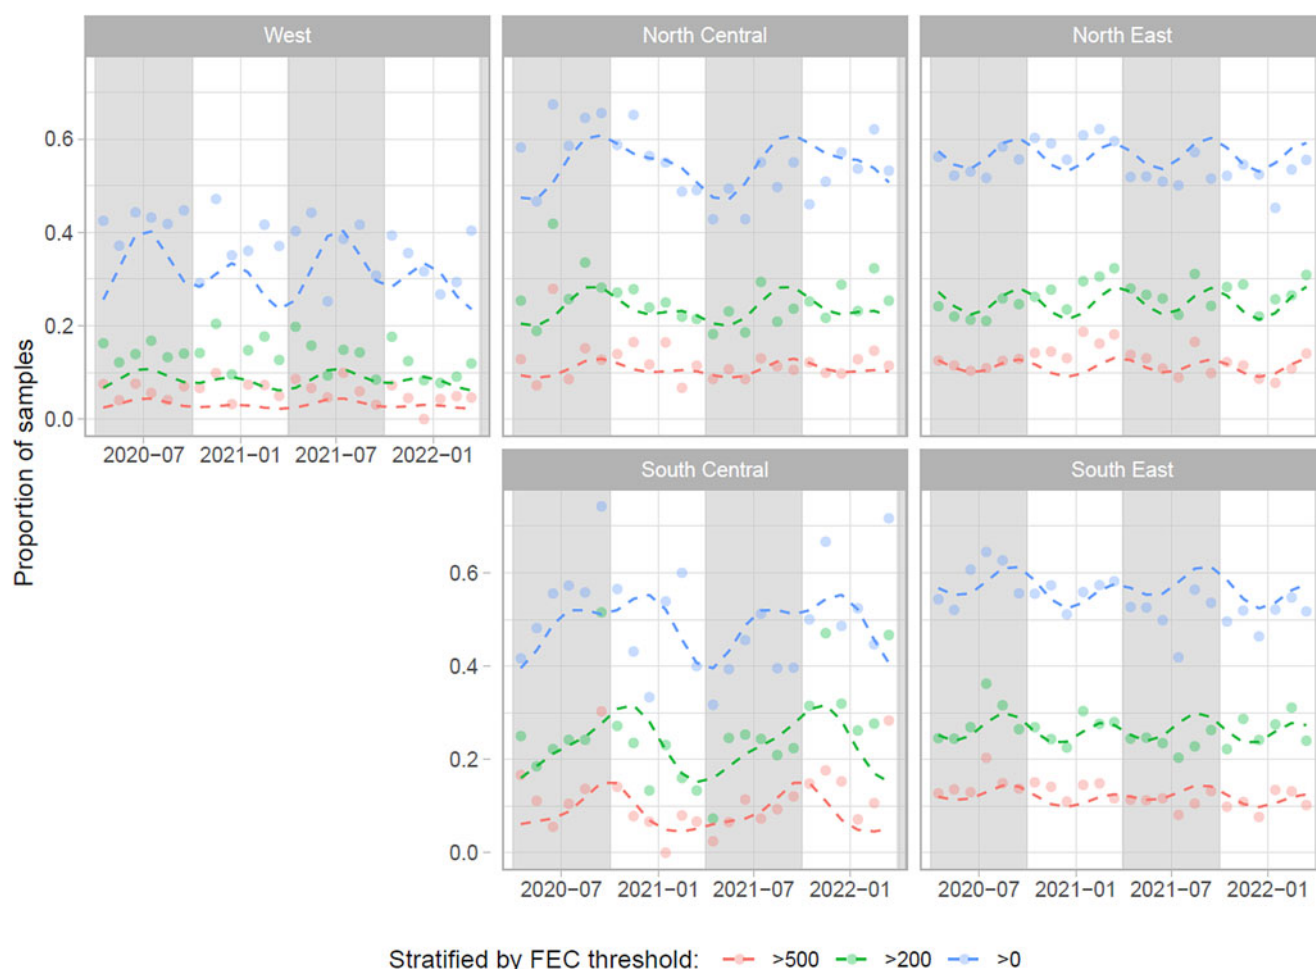 West
North Central
North East
0.6
0.4
0.2
0.0
2020−07 2021−01 2021−07 2022−01
Proportion of samples
South Central
South East
0.6
0.4
0.2
0.0
2020−07 2021−01 2021−07 2022−01
2020−07 2021−01 2021−07 2022−01
Stratified by FEC threshold: >500 >200 >0